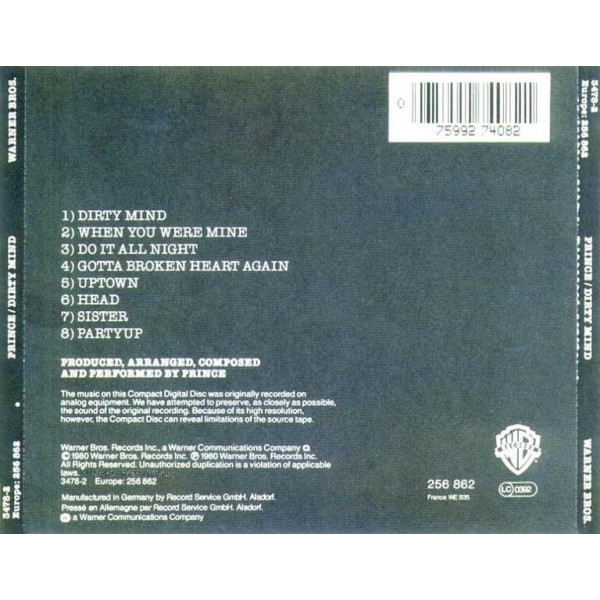 WARNER BROS.
PRINCE / DIRTY MIND
3478-2
Europe: 256 862
0
75992 74082
1) DIRTY MIND
2) WHEN YOU WERE MINE
3) DO IT ALL NIGHT
4) GOTTA BROKEN HEART AGAIN
5) UPTOWN
6) HEAD
7) SISTER
8) PARTYUP
PRODUCED, ARRANGED, COMPOSED
AND PERFORMED BY PRINCE
The music on this Compact Digital Disc was originally recorded on
analog equipment. We have attempted to preserve, as closely as possible,
the sound of the original recording. Because of its high resolution,
however, the Compact Disc can reveal limitations of the source tape.
Warner Bros. Records Inc., a Warner Communications Company
© 1980 Warner Bros. Records Inc. ℗ 1980 Warner Bros. Records Inc.
All Rights Reserved. Unauthorized duplication is a violation of applicable
laws.
3478-2 Europe: 256 862
Manufactured in Germany by Record Service GmbH. Alsdorf.
Pressé en Allemagne par Record Service GmbH. Alsdorf.
a Warner Communications Company
256 862
France WE 835
LC 0392
3478-2
Europe: 256 862
PRINCE / DIRTY MIND
WARNER BROS.